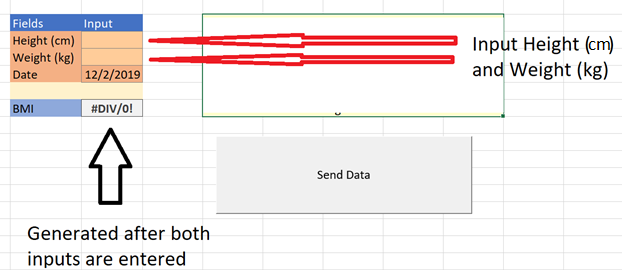 Fields Input
Height (cm)
Weight (kg)
Date 12/2/2019
BMI #DIV/0!
Input Height (cm)
and Weight (kg)
Send Data
Generated after both
inputs are entered